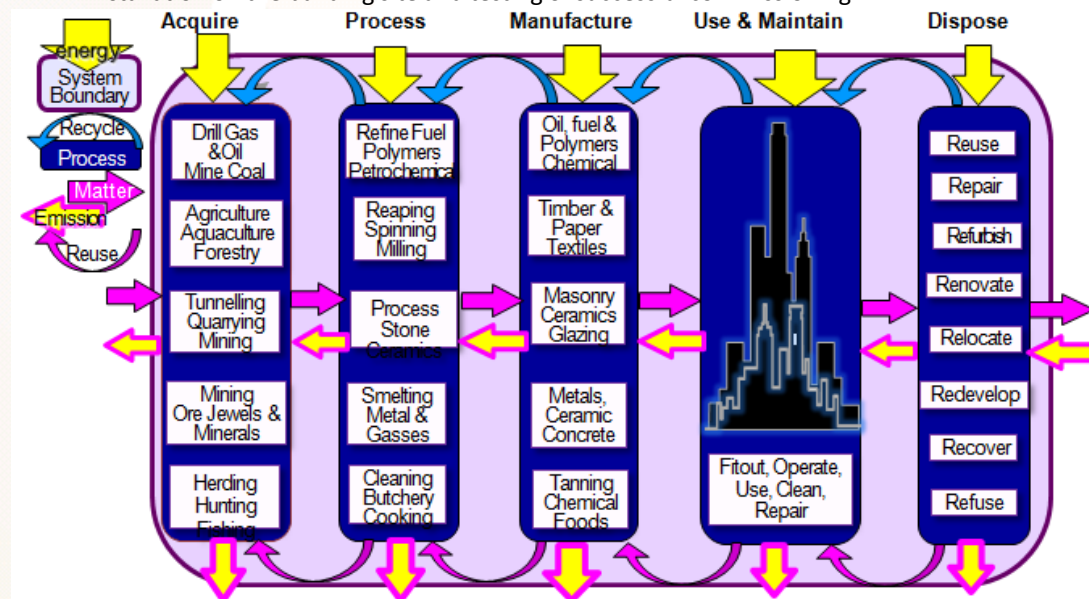 Acquire
Process
Manufacture
Use & Maintain
Dispose
energy
System
Boundary
Recycle
Process
Matter
Emission
Reuse
Drill Gas
&Oil
Mine Coal
Agriculture
Aquaculture
Forestry
Tunnelling
Quarrying
Mining
Mining
Ore Jewels &
Minerals
Herding
Hunting
Fishing
Refine Fuel
Polymers
Petrochemical
Reaping
Spinning
Milling
Process
Stone
Ceramics
Smelting
Metal &
Gasses
Cleaning
Butchery
Cooking
Oil, fuel &
Polymers
Chemical
Timber &
Paper
Textiles
Masonry
Ceramics
Glazing
Metals,
Ceramic
Concrete
Tanning
Chemical
Foods
Fitout, Operate,
Use, Clean,
Repair
Reuse
Repair
Refurbish
Renovate
Relocate
Redevelop
Recover
Refuse